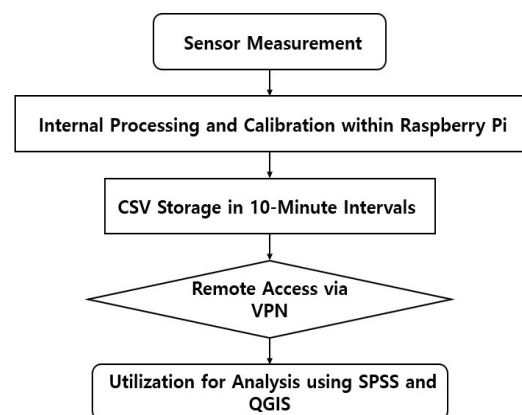 Sensor Measurement
Internal Processing and Calibration within Raspberry Pi
CSV Storage in 10-Minute Intervals
Remote Access via
VPN
Utilization for Analysis using SPSS and
QGIS